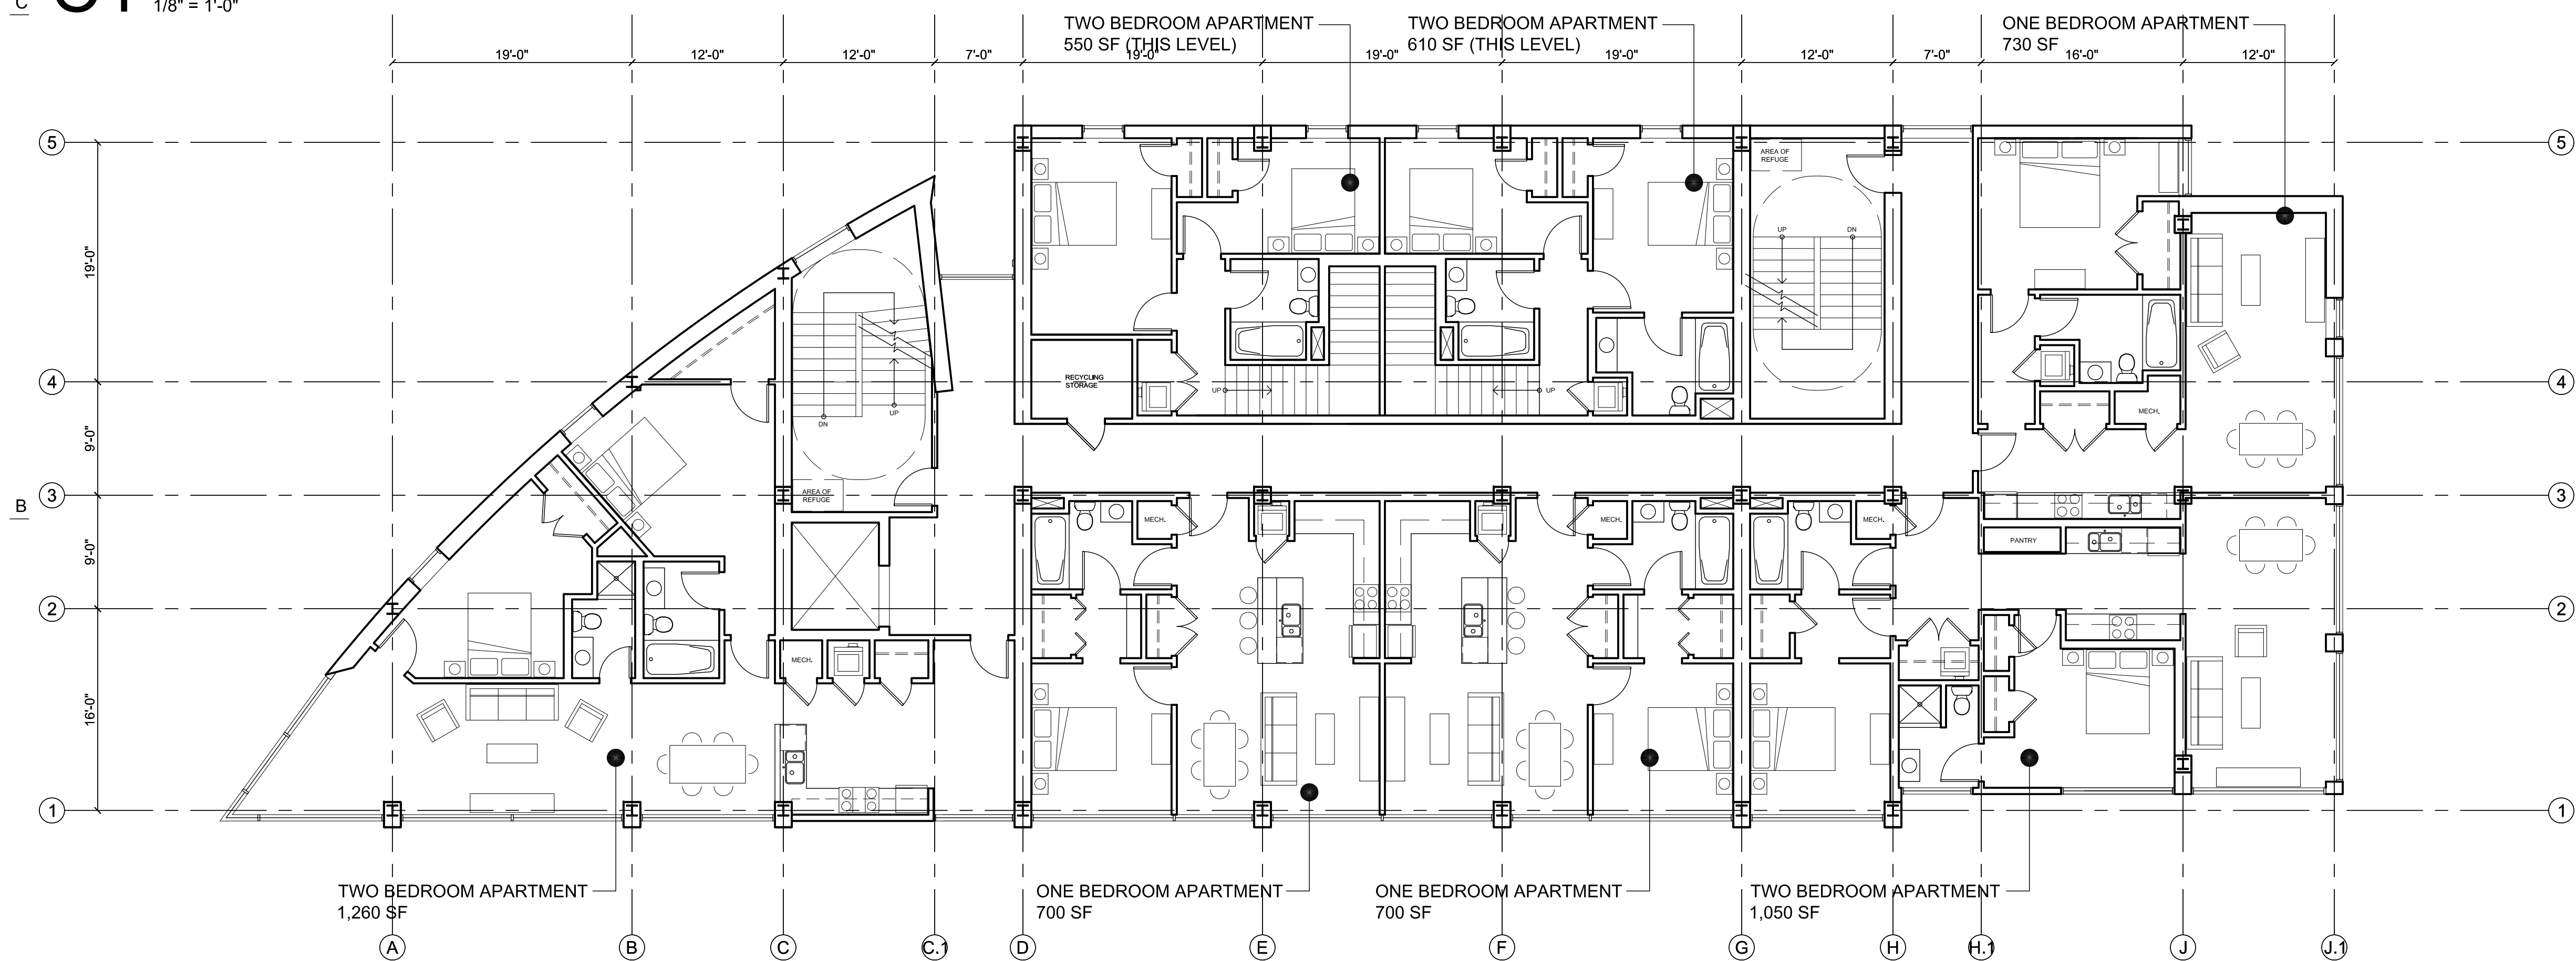 C
1/8" = 1'-0"
TWO BEDROOM APARTMENT
550 SF (THIS LEVEL)
TWO BEDROOM APARTMENT
610 SF (THIS LEVEL)
ONE BEDROOM APARTMENT
730 SF
19'-0"
12'-0"
12'-0"
7'-0"
19'-0"
19'-0"
19'-0"
12'-0"
7'-0"
16'-0"
12'-0"
5
5
AREA OF
REFUGE
UP
DN
19'-0"
RECYCLING
STORAGE
UP
UP
4
4
DN
UP
MECH.
9'-0"
AREA OF
REFUGE
3
3
B
MECH.
MECH.
MECH.
PANTRY
9'-0"
2
2
MECH.
16'-0"
1
1
TWO BEDROOM APARTMENT
1,260 SF
ONE BEDROOM APARTMENT
700 SF
ONE BEDROOM APARTMENT
700 SF
TWO BEDROOM APARTMENT
1,050 SF
A
B
C
C.1
D
E
F
G
H
H.1
J
J.1